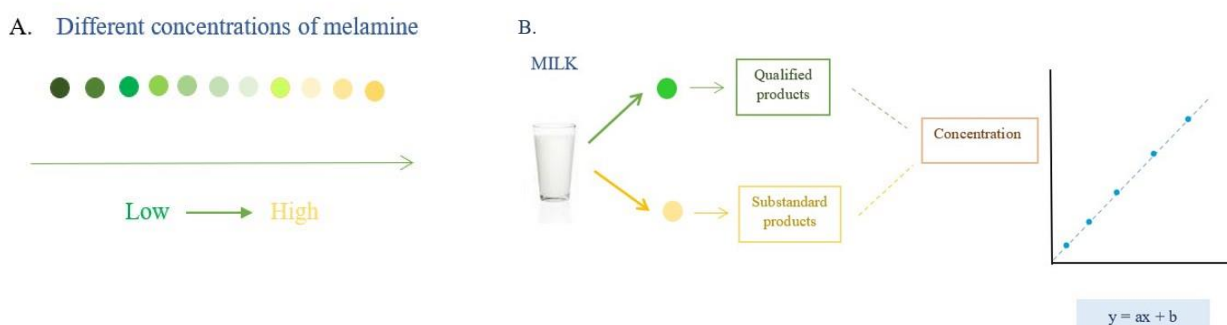 A. Different concentrations of melamine
Low
High
B.
MILK
Qualified
products
Substandard
products
Concentration
y = ax + b